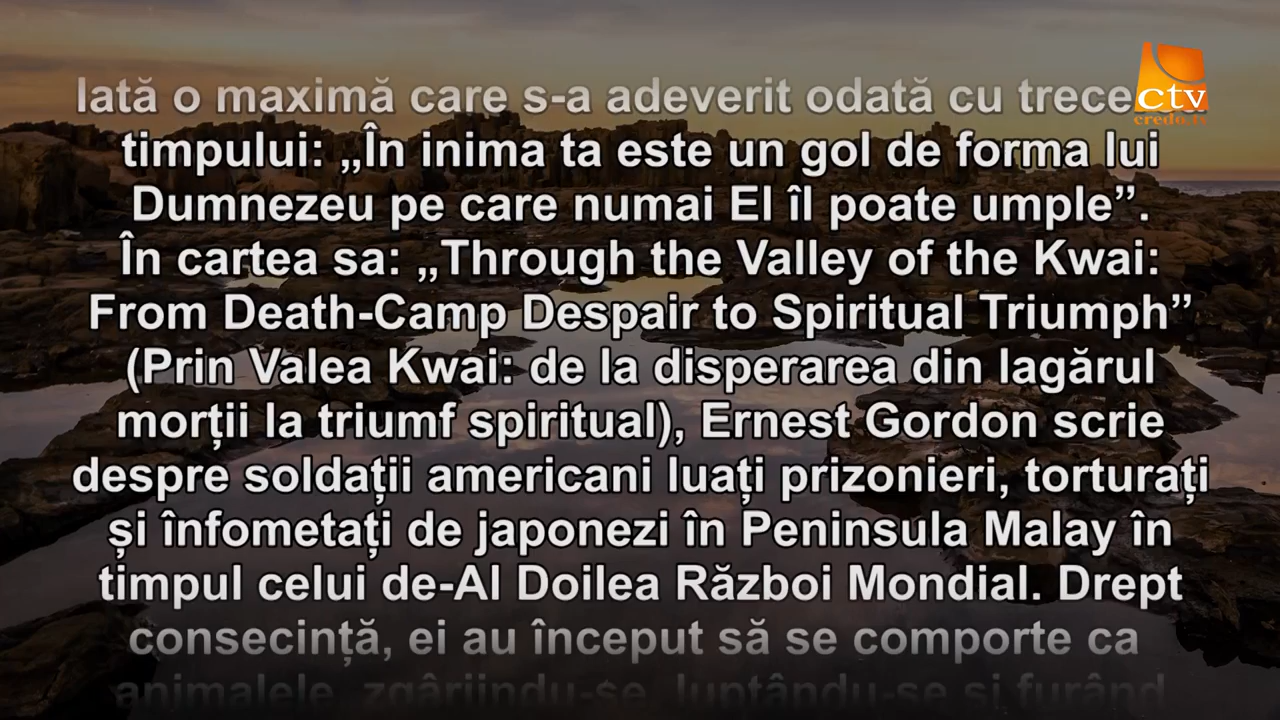 Iată o maximă care s-a adeverit odată cu
timpului: „În inima ta este un gol de forma lui
Dumnezeu pe care numai El îl poate umple”.
În cartea sa: „Through the Valley of the Kwai:
From Death-Camp Despair to Spiritual Triumph”
(Prin Valea Kwai: de la disperarea din lagărul
morții la triumf spiritual), Ernest Gordon scrie
despre soldații americani luați prizonieri, torturați
și înfometați de japonezi în Peninsula Malay în
timpul celui de-Al Doilea Război Mondial. Drept
consecință, ei au început să se comporte ca
animalele, zgâriindu-se, luptându-se și furând
ctv
credo.tv